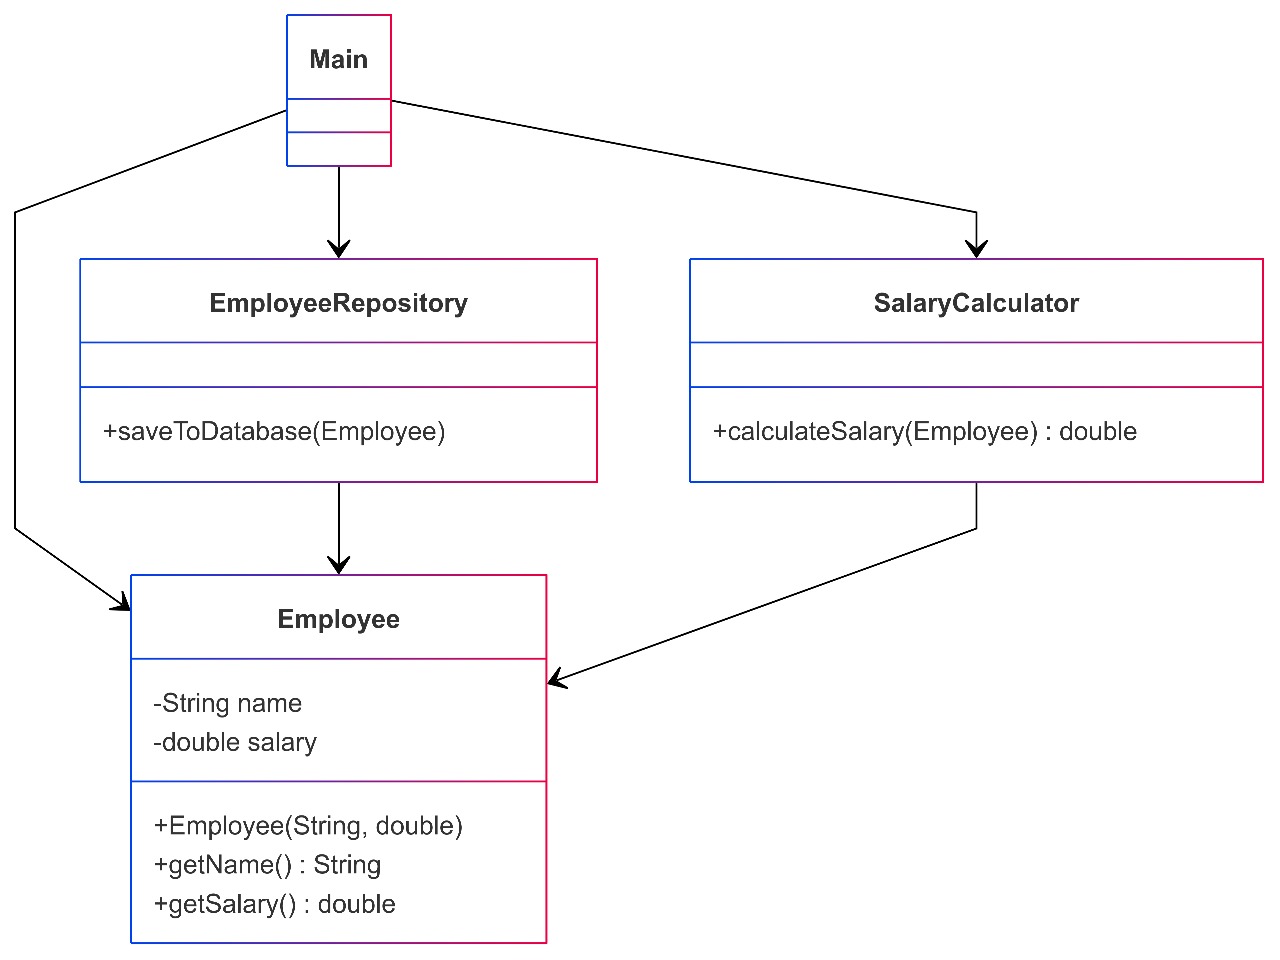 Main
EmployeeRepository
+saveToDatabase(Employee)
SalaryCalculator
+calculateSalary(Employee) : double
Employee
-String name
-double salary
+Employee(String, double)
+getName() : String
+getSalary() : double